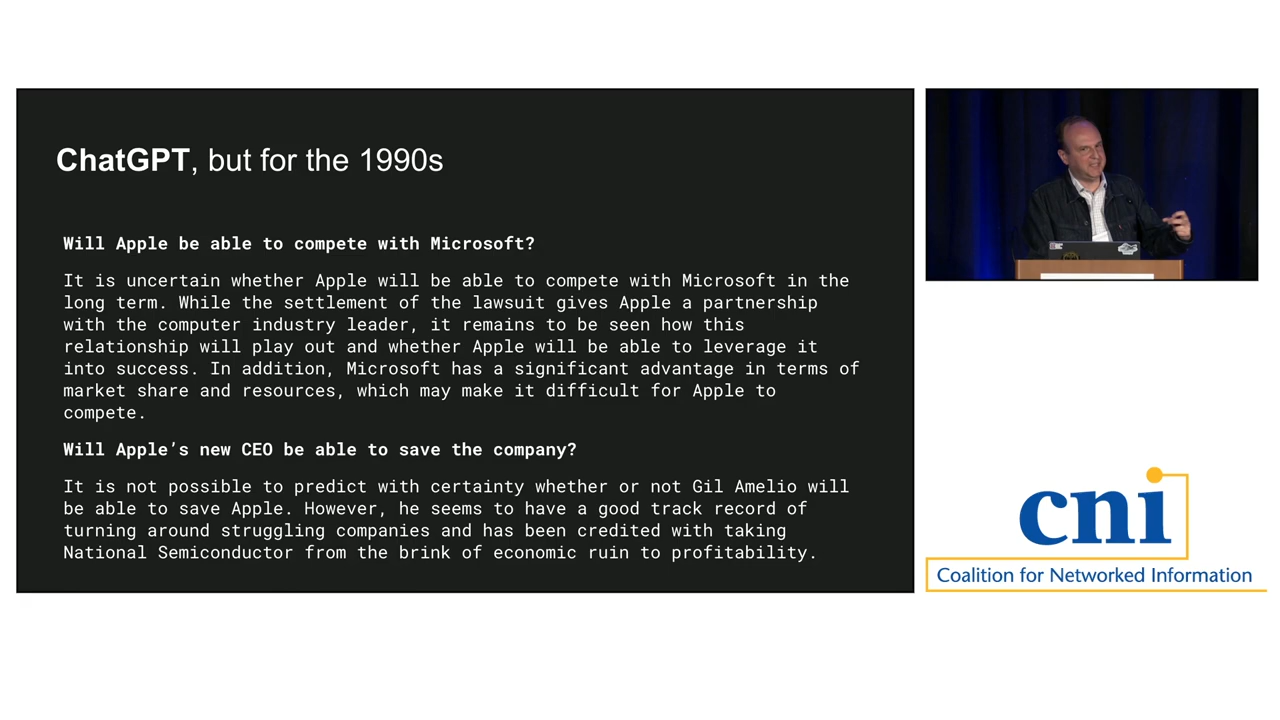 ChatGPT, but for the 1990s
Will Apple be able to compete with Microsoft?
It is uncertain whether Apple will be able to compete with Microsoft in the
long term. While the settlement of the lawsuit gives Apple a partnership
with the computer industry leader, it remains to be seen how this
relationship will play out and whether Apple will be able to leverage it
into success. In addition, Microsoft has a significant advantage in terms of
market share and resources, which may make it difficult for Apple to
compete.
Will Apple’s new CEO be able to save the company?
It is not possible to predict with certainty whether or not Gil Amelio will
be able to save Apple. However, he seems to have a good track record of
turning around struggling companies and has been credited with taking
National Semiconductor from the brink of economic ruin to profitability.
cni
Coalition for Networked Information